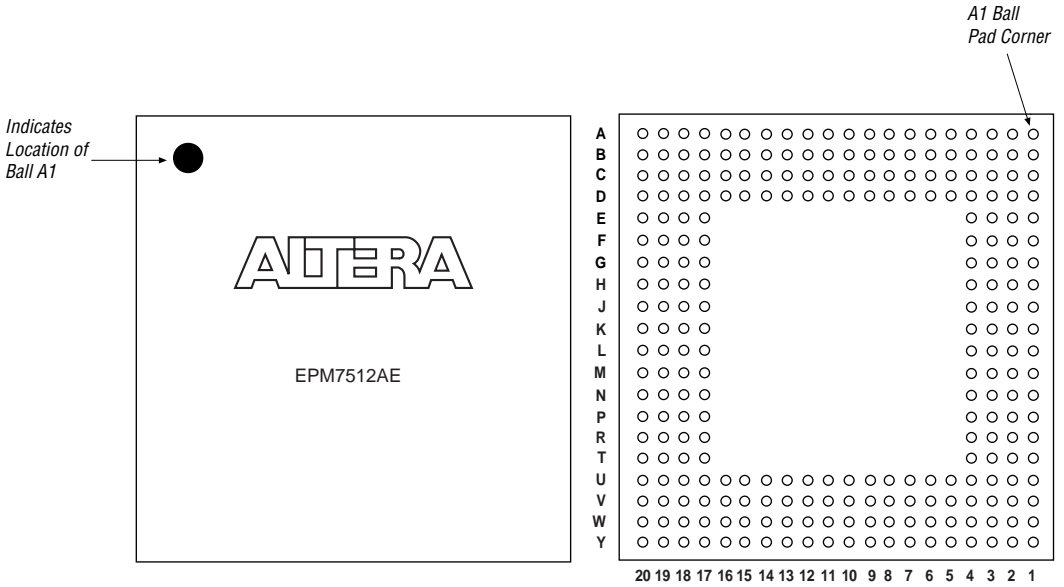 A1 Ball
Pad Corner
Indicates
Location of
Ball A1
ALTERA
EPM7512AE
A
B
C
D
E
F
G
H
J
K
L
M
N
P
R
T
U
V
W
Y
20 19 18 17 16 15 14 13 12 11 10 9 8 7 6 5 4 3 2 1